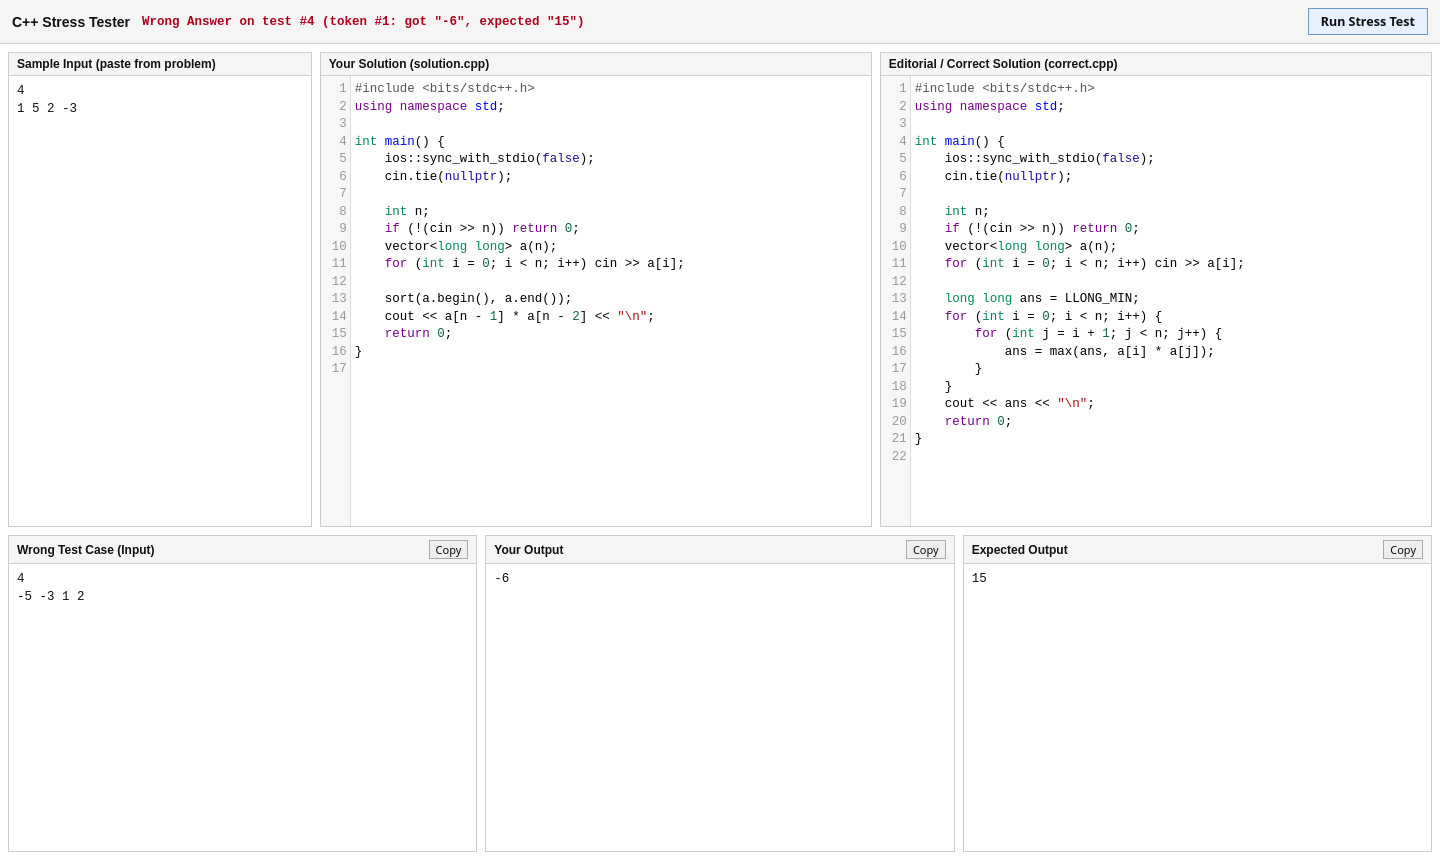 C++ Stress Tester Wrong Answer on test #4 (token #1: got "-6", expected "15") Run Stress Test
Sample Input (paste from problem)
4
1 5 2 -3
Your Solution (solution.cpp)
1 #include <bits/stdc++.h>
2 using namespace std;
3
4 int main() {
5     ios::sync_with_stdio(false);
6     cin.tie(nullptr);
7
8     int n;
9     if (!(cin >> n)) return 0;
10     vector<long long> a(n);
11     for (int i = 0; i < n; i++) cin >> a[i];
12
13     sort(a.begin(), a.end());
14     cout << a[n - 1] * a[n - 2] << "\n";
15     return 0;
16 }
17
Editorial / Correct Solution (correct.cpp)
1 #include <bits/stdc++.h>
2 using namespace std;
3
4 int main() {
5     ios::sync_with_stdio(false);
6     cin.tie(nullptr);
7
8     int n;
9     if (!(cin >> n)) return 0;
10     vector<long long> a(n);
11     for (int i = 0; i < n; i++) cin >> a[i];
12
13     long long ans = LLONG_MIN;
14     for (int i = 0; i < n; i++) {
15         for (int j = i + 1; j < n; j++) {
16             ans = max(ans, a[i] * a[j]);
17         }
18     }
19     cout << ans << "\n";
20     return 0;
21 }
22
Wrong Test Case (Input) Copy
4
-5 -3 1 2
Your Output Copy
-6
Expected Output Copy
15